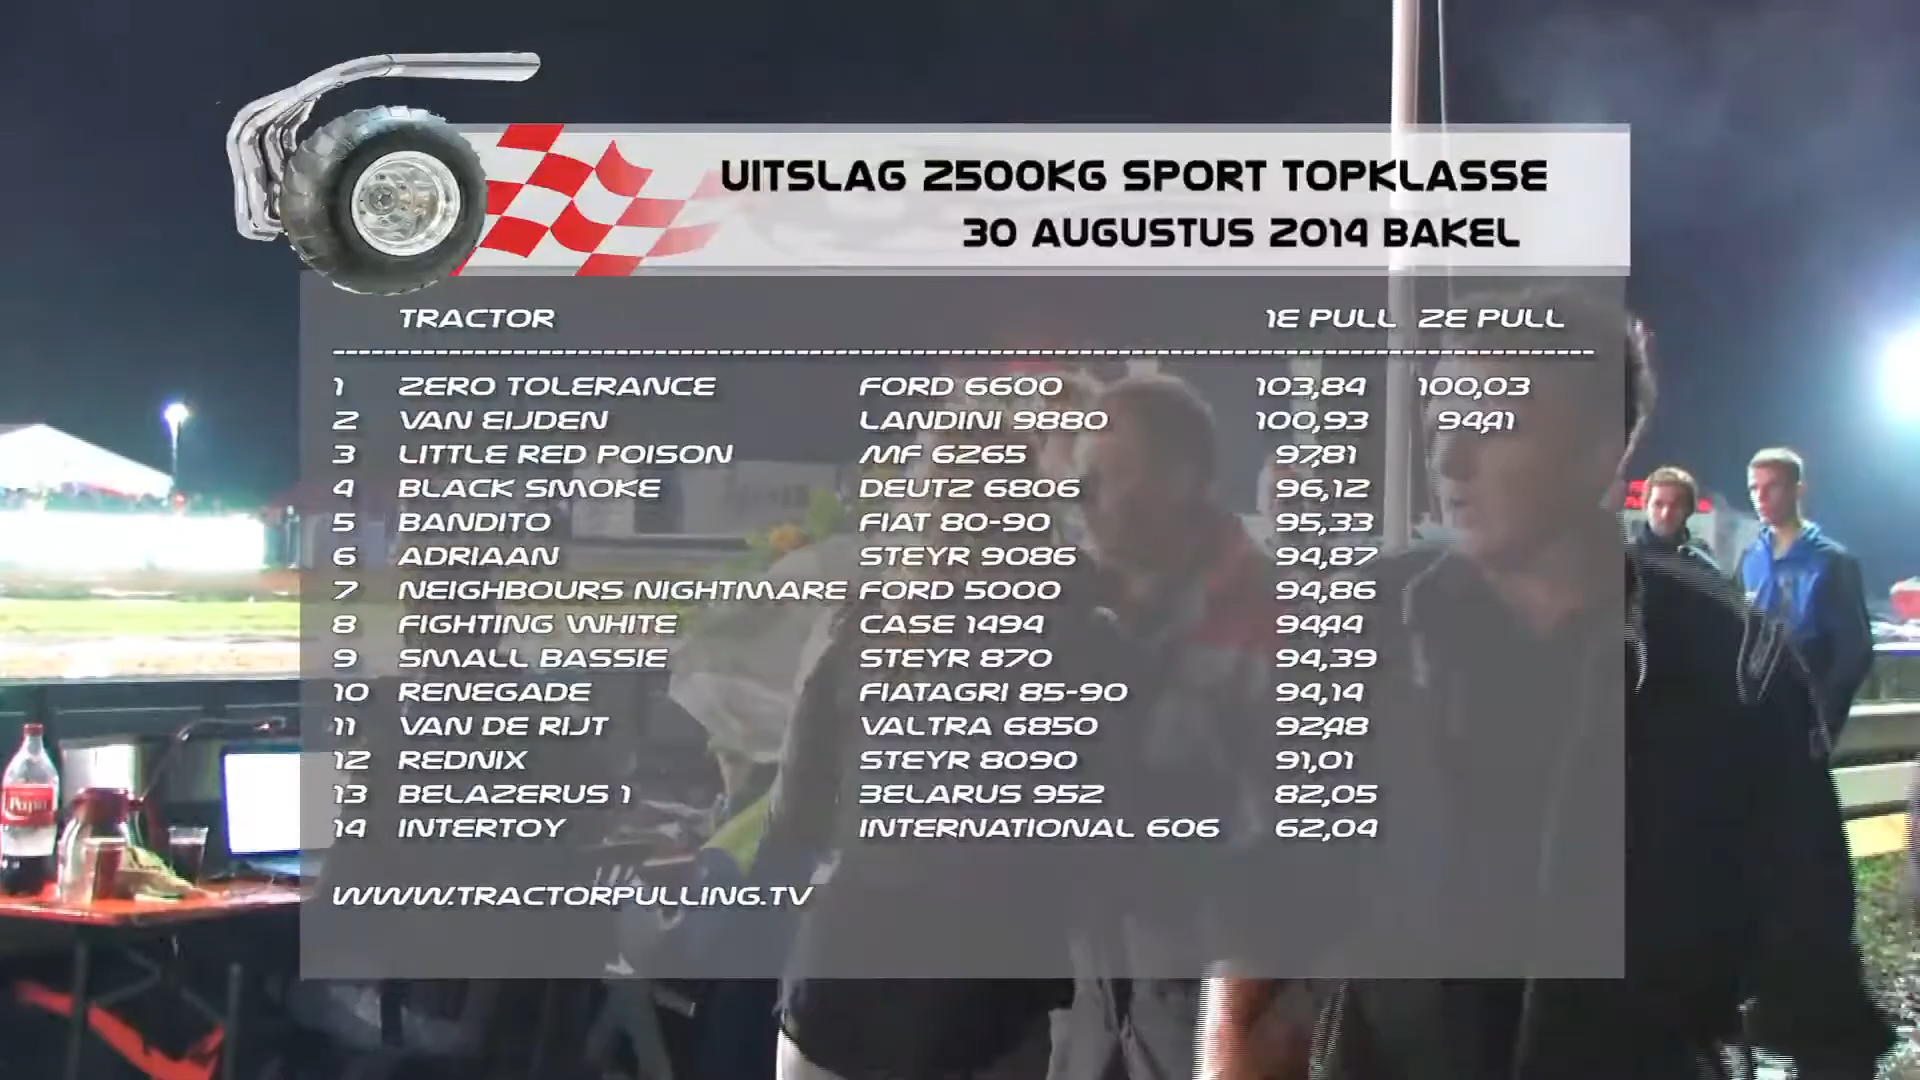 UITSLAG 2500KG SPORT TOPKLASSE
30 AUGUSTUS 2014 BAKEL
TRACTOR 1E PULL 2E PULL
1 ZERO TOLERANCE FORD 6600 103,84 100,03
2 VAN EIJDEN LANDINI 9880 100,93 94,41
3 LITTLE RED POISON MF 6265 97,81
4 BLACK SMOKE DEUTZ 6806 96,12
5 BANDITO FIAT 80-90 95,33
6 ADRIAAN STEYR 9086 94,87
7 NEIGHBOURS NIGHTMARE FORD 5000 94,86
8 FIGHTING WHITE CASE 1494 94,44
9 SMALL BASSIE STEYR 870 94,39
10 RENEGADE FIATAGRI 85-90 94,14
11 VAN DE RIJT VALTRA 6850 92,48
12 REDNIX STEYR 8090 91,01
13 BELAZERUS 1 BELARUS 952 82,05
14 INTERTOY INTERNATIONAL 606 62,04
WWW.TRACTORPULLING.TV